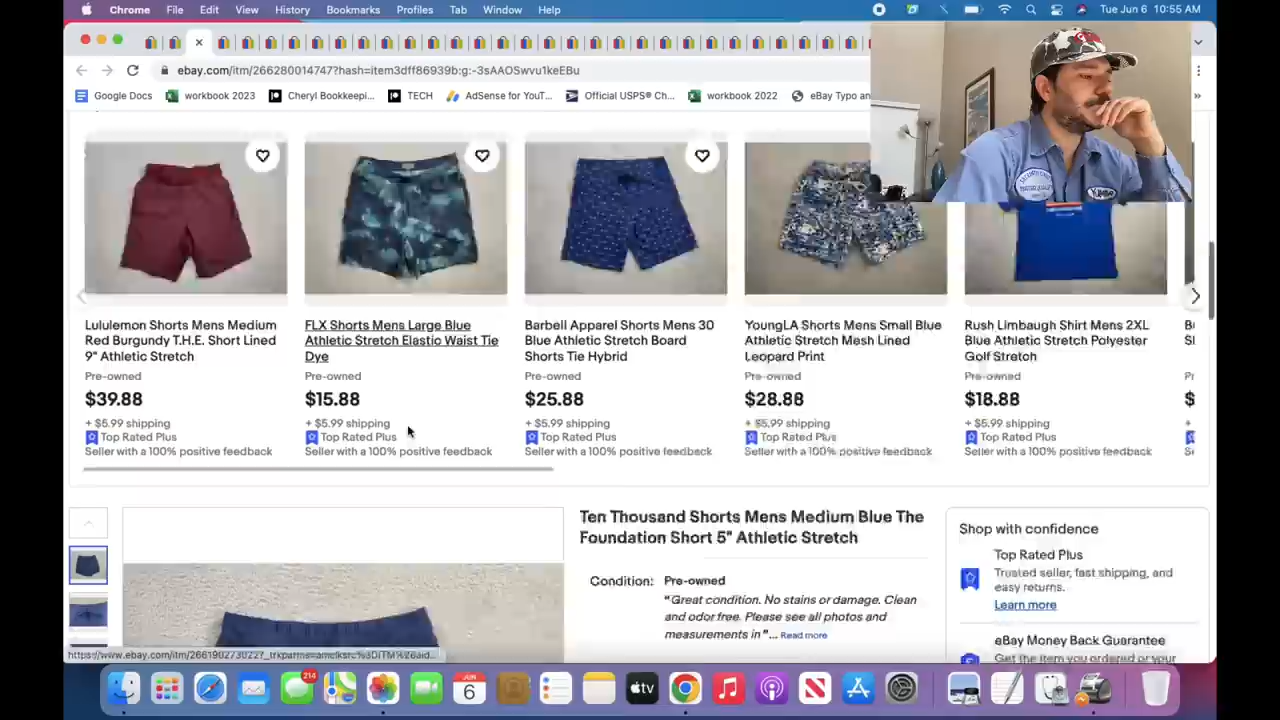 Chrome File Edit View History Bookmarks Profiles Tab Window Help Tue Jun 6 10:55 AM
ebay.com/itm/266280014747?hash=item3dff86939b:g:-3sAAOSwvu1keEBu
Google Docs workbook 2023 Cheryl Bookkeepi... TECH AdSense for YouT... Official USPS® Ch... workbook 2022 eBay Typo an
Lululemon Shorts Mens Medium
Red Burgundy T.H.E. Short Lined
9" Athletic Stretch
Pre-owned
$39.88
+ $5.99 shipping
Top Rated Plus
Seller with a 100% positive feedback
FLX Shorts Mens Large Blue
Athletic Stretch Elastic Waist Tie
Dye
Pre-owned
$15.88
+ $5.99 shipping
Top Rated Plus
Seller with a 100% positive feedback
Barbell Apparel Shorts Mens 30
Blue Athletic Stretch Board
Shorts Tie Hybrid
Pre-owned
$25.88
+ $5.99 shipping
Top Rated Plus
Seller with a 100% positive feedback
YoungLA Shorts Mens Small Blue
Athletic Stretch Mesh Lined
Leopard Print
Pre-owned
$28.88
+ $5.99 shipping
Top Rated Plus
Seller with a 100% positive feedback
Rush Limbaugh Shirt Mens 2XL
Blue Athletic Stretch Polyester
Golf Stretch
Pre-owned
$18.88
+ $5.99 shipping
Top Rated Plus
Seller with a 100% positive feedback
Pr
$
+
Ten Thousand Shorts Mens Medium Blue The
Foundation Short 5" Athletic Stretch
Condition: Pre-owned
"Great condition. No stains or damage. Clean
and odor free. Please see all photos and
measurements in"... Read more
Shop with confidence
Top Rated Plus
Trusted seller, fast shipping, and
easy returns.
Learn more
eBay Money Back Guarantee
Get the item you ordered or your
214
JUN
6
tv